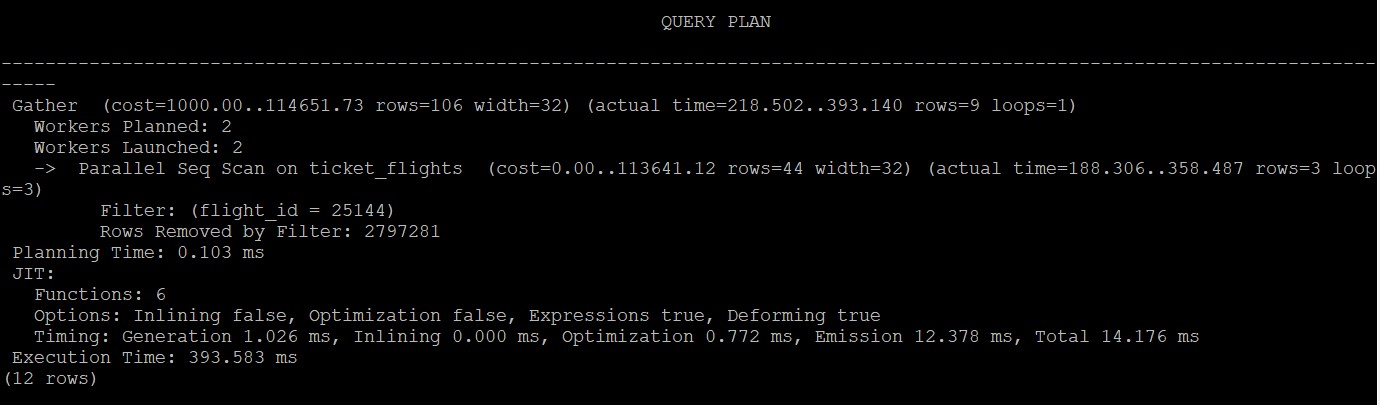 QUERY PLAN
-----------------------------------------------------------------------------------------------------------------------------
-----
Gather  (cost=1000.00..114651.73 rows=106 width=32) (actual time=218.502..393.140 rows=9 loops=1)
Workers Planned: 2
Workers Launched: 2
->  Parallel Seq Scan on ticket_flights  (cost=0.00..113641.12 rows=44 width=32) (actual time=188.306..358.487 rows=3 loop
s=3)
Filter: (flight_id = 25144)
Rows Removed by Filter: 2797281
Planning Time: 0.103 ms
JIT:
Functions: 6
Options: Inlining false, Optimization false, Expressions true, Deforming true
Timing: Generation 1.026 ms, Inlining 0.000 ms, Optimization 0.772 ms, Emission 12.378 ms, Total 14.176 ms
Execution Time: 393.583 ms
(12 rows)